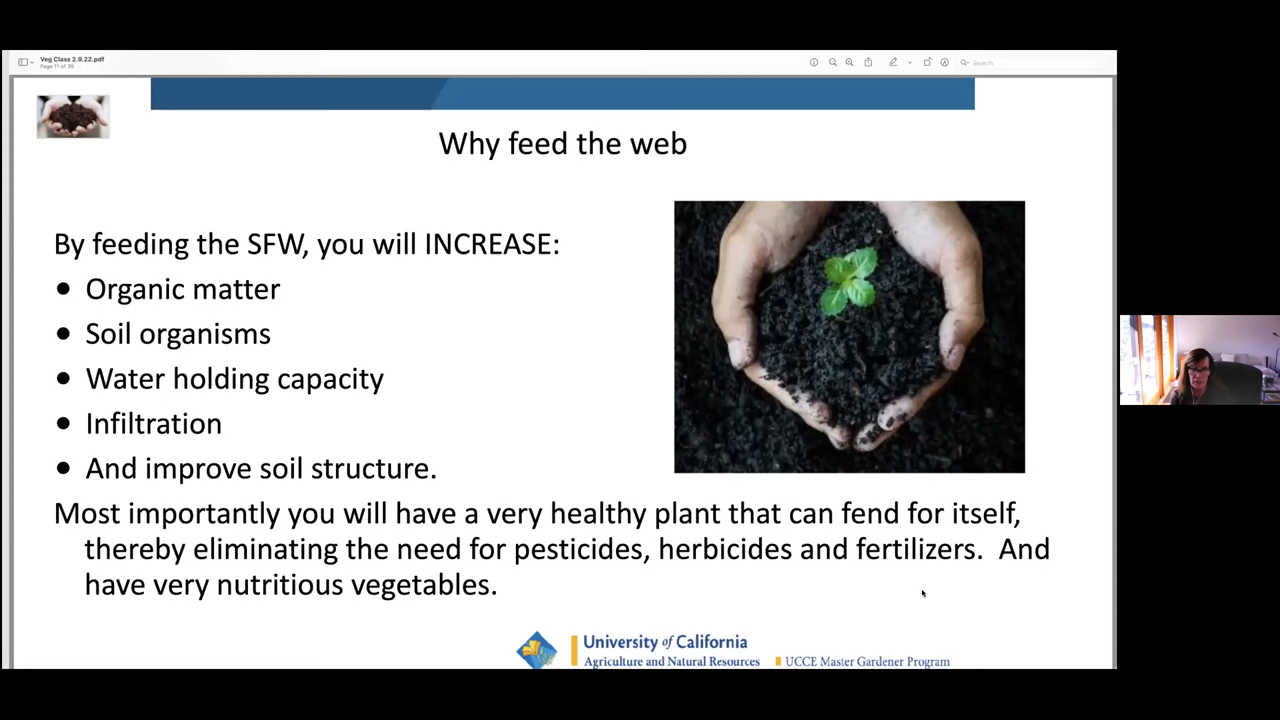 Veg Class 2.9.22.pdf
Page 11 of 39
Search
Why feed the web
By feeding the SFW, you will INCREASE:
• Organic matter
• Soil organisms
• Water holding capacity
• Infiltration
• And improve soil structure.
Most importantly you will have a very healthy plant that can fend for itself,
thereby eliminating the need for pesticides, herbicides and fertilizers.  And
have very nutritious vegetables.
University of California
Agriculture and Natural Resources
UCCE Master Gardener Program